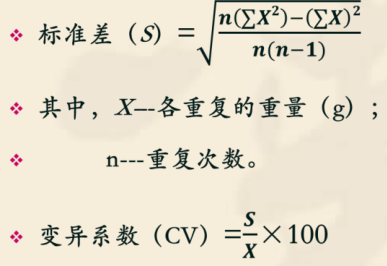 ❖ 标准差（S）=√(n(∑X²)−(∑X)²)/(n(n−1))
❖ 其中，X---各重复的重量（g）；
❖ n---重复次数。
❖ 变异系数（CV）=S/X×100